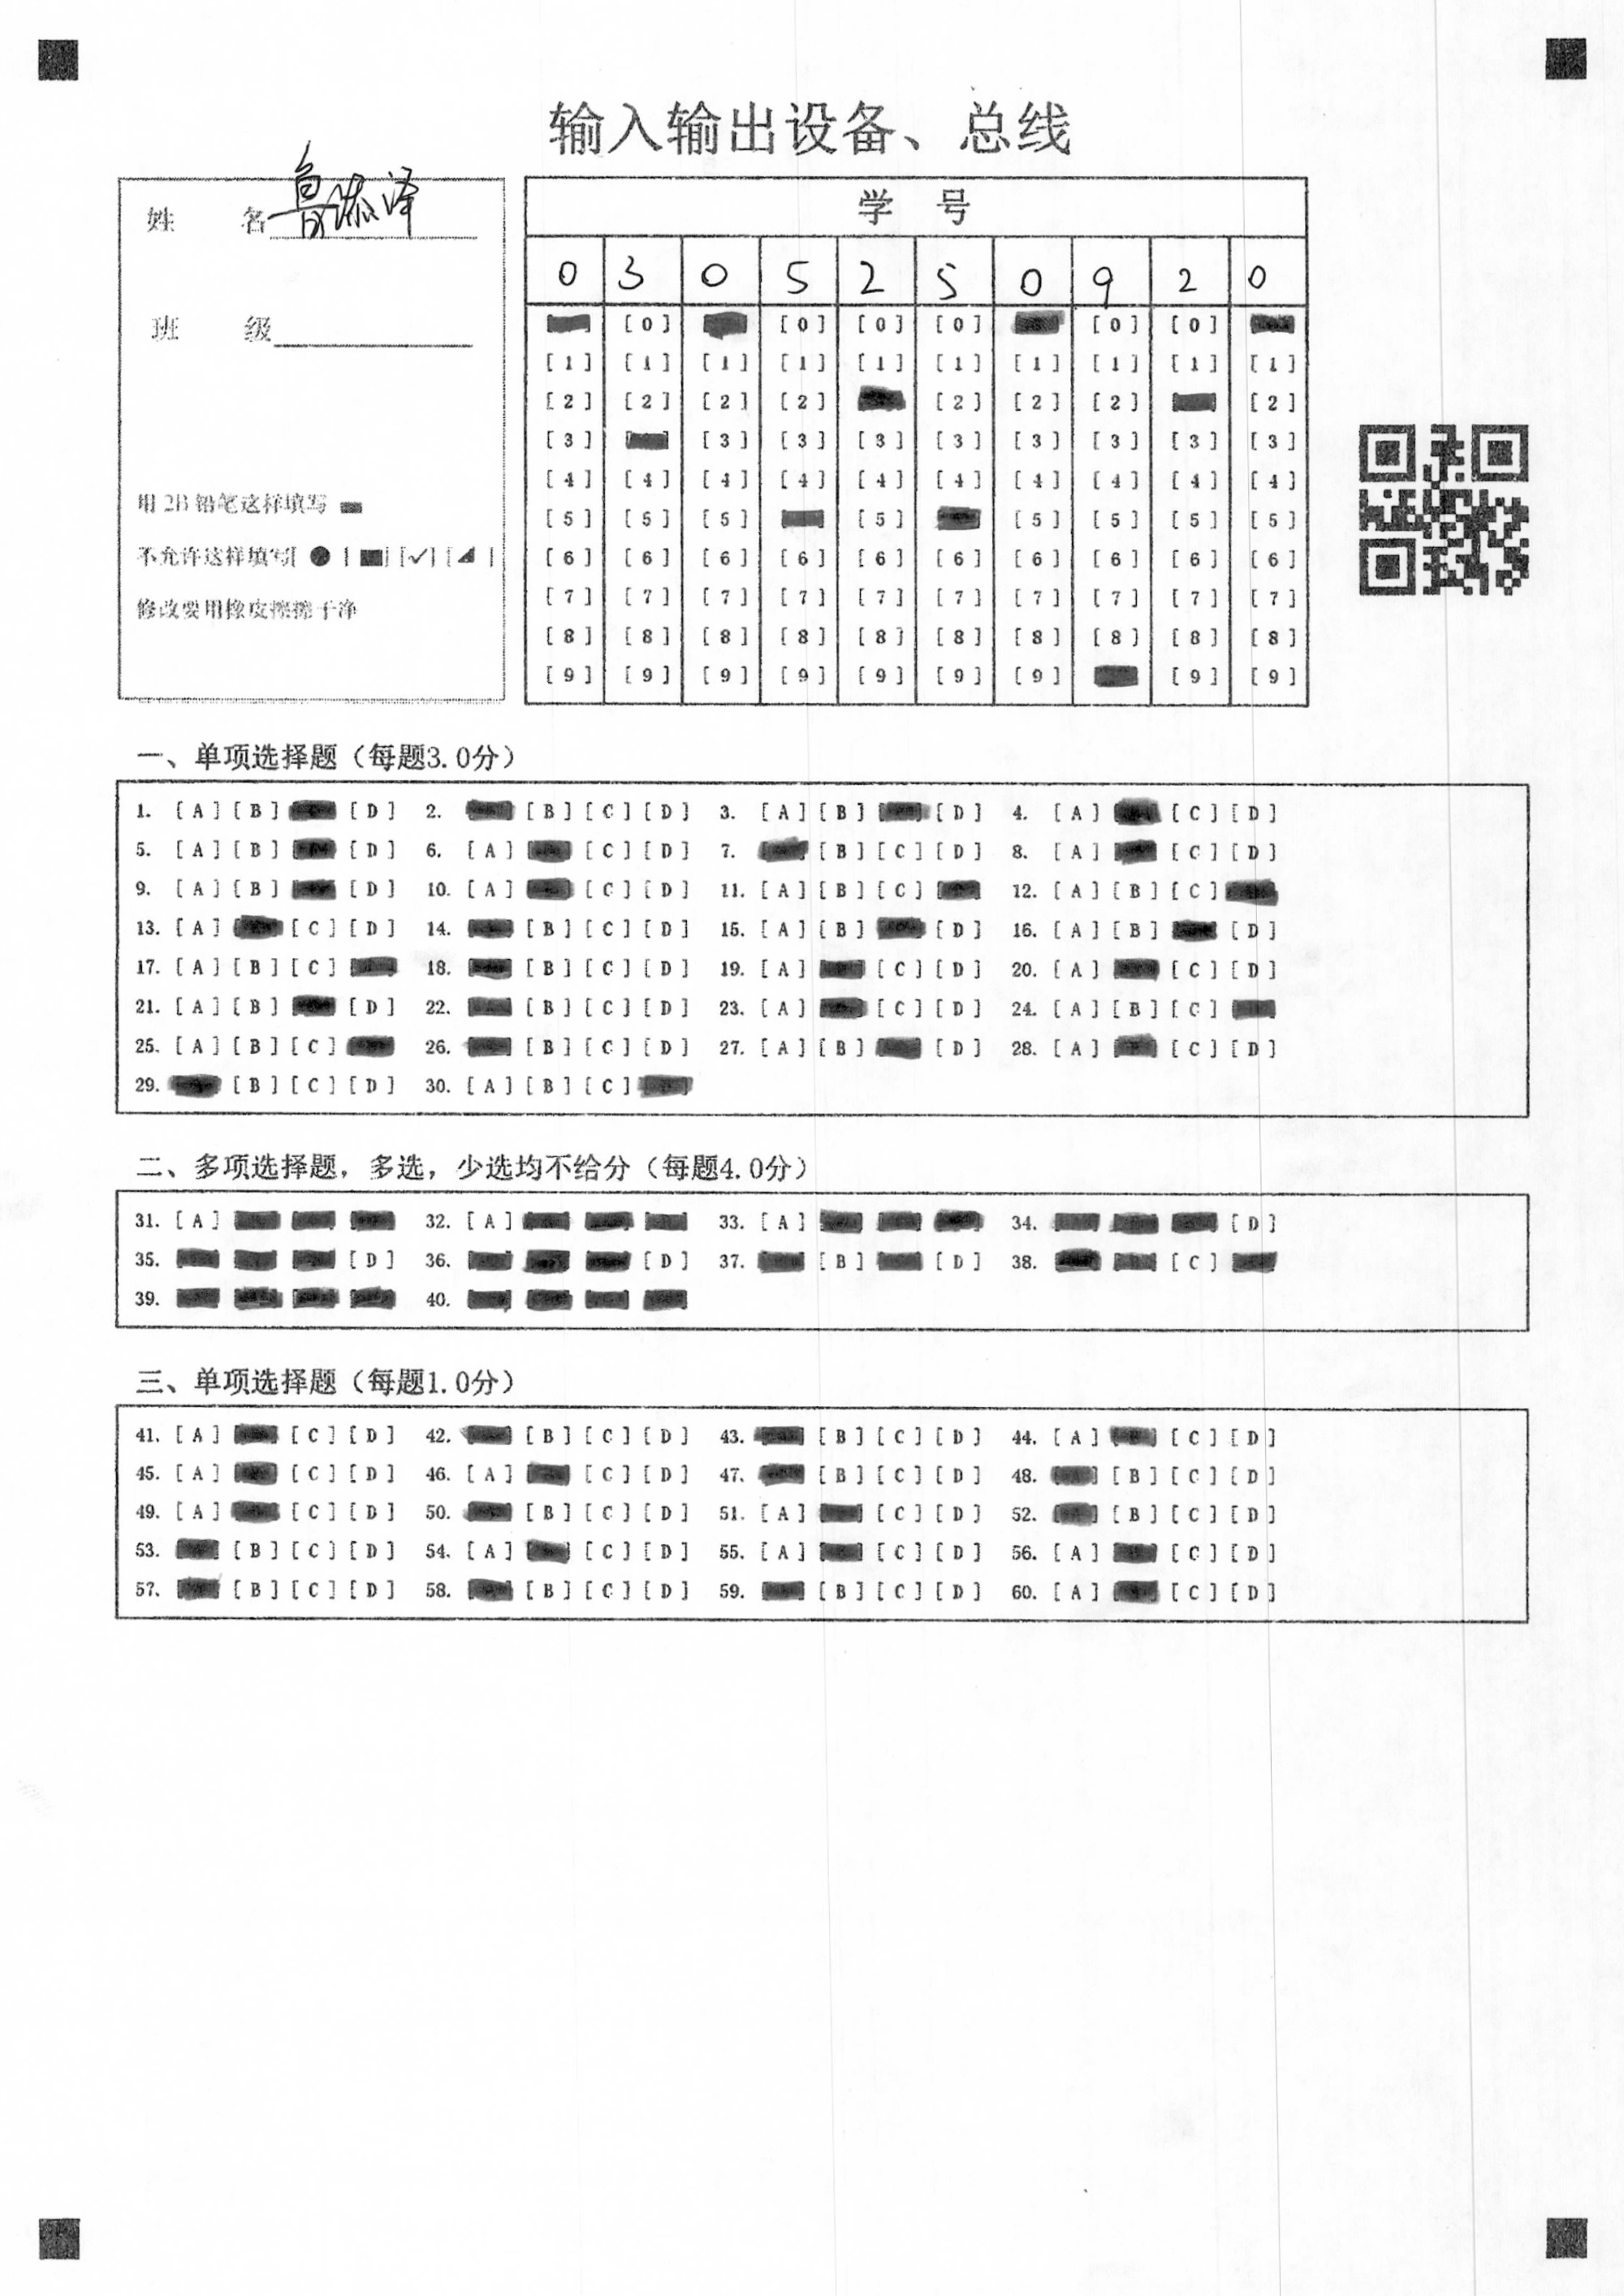 输入输出设备、总线
姓 名 鲁添泽
班 级
用 2B 铅笔这样填写
不允许这样填写[ ● ] [ ■ ] [ ✓ ] [ ◢ ]
修改要用橡皮擦擦干净
学 号
0 3 0 5 2 5 0 9 2 0
[0] [0] [0] [0] [0] [0]
[1] [1] [1] [1] [1] [1] [1] [1] [1] [1]
[2] [2] [2] [2] [2] [2] [2] [2]
[3] [3] [3] [3] [3] [3] [3] [3] [3]
[4] [4] [4] [4] [4] [4] [4] [4] [4] [4]
[5] [5] [5] [5] [5] [5] [5] [5]
[6] [6] [6] [6] [6] [6] [6] [6] [6] [6]
[7] [7] [7] [7] [7] [7] [7] [7] [7] [7]
[8] [8] [8] [8] [8] [8] [8] [8] [8] [8]
[9] [9] [9] [9] [9] [9] [9] [9] [9]
一、单项选择题（每题3.0分）
1. [A] [B] [D] 2. [B] [C] [D] 3. [A] [B] [D] 4. [A] [C] [D]
5. [A] [B] [D] 6. [A] [C] [D] 7. [B] [C] [D] 8. [A] [C] [D]
9. [A] [B] [D] 10. [A] [C] [D] 11. [A] [B] [C] 12. [A] [B] [C]
13. [A] [C] [D] 14. [B] [C] [D] 15. [A] [B] [D] 16. [A] [B] [D]
17. [A] [B] [C] 18. [B] [C] [D] 19. [A] [C] [D] 20. [A] [C] [D]
21. [A] [B] [D] 22. [B] [C] [D] 23. [A] [C] [D] 24. [A] [B] [C]
25. [A] [B] [C] 26. [B] [C] [D] 27. [A] [B] [D] 28. [A] [C] [D]
29. [B] [C] [D] 30. [A] [B] [C]
二、多项选择题，多选，少选均不给分（每题4.0分）
31. [A] 32. [A] 33. [A] 34. [D]
35. [D] 36. [D] 37. [B] [D] 38. [C]
39. 40.
三、单项选择题（每题1.0分）
41. [A] [C] [D] 42. [B] [C] [D] 43. [B] [C] [D] 44. [A] [C] [D]
45. [A] [C] [D] 46. [A] [C] [D] 47. [B] [C] [D] 48. [B] [C] [D]
49. [A] [C] [D] 50. [B] [C] [D] 51. [A] [C] [D] 52. [B] [C] [D]
53. [B] [C] [D] 54. [A] [C] [D] 55. [A] [C] [D] 56. [A] [C] [D]
57. [B] [C] [D] 58. [B] [C] [D] 59. [B] [C] [D] 60. [A] [C] [D]